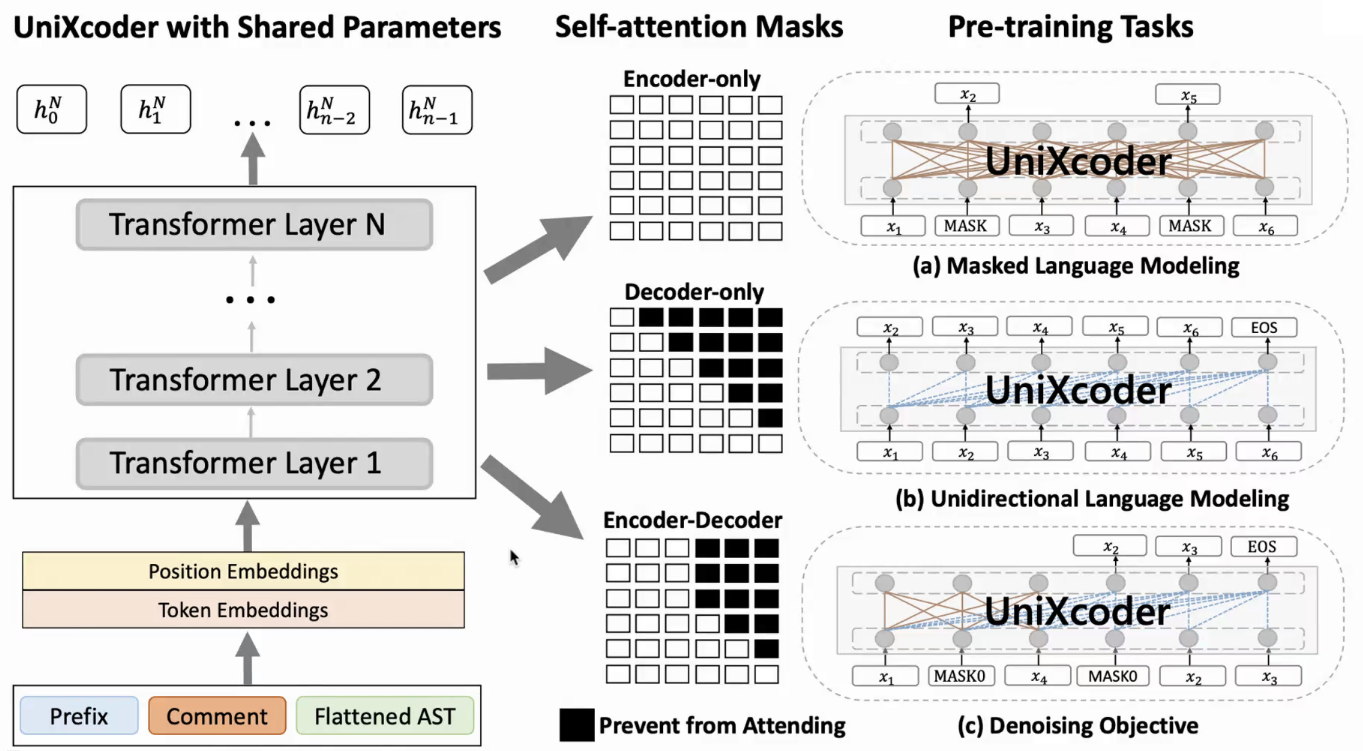 UniXcoder with Shared Parameters
h_0^N h_1^N ... h_{n-2}^N h_{n-1}^N
Transformer Layer N
...
Transformer Layer 2
Transformer Layer 1
Position Embeddings
Token Embeddings
Prefix Comment Flattened AST
Self-attention Masks
Encoder-only
Decoder-only
Encoder-Decoder
Prevent from Attending
Pre-training Tasks
x_2 x_5
UniXcoder
x_1 MASK x_3 x_4 MASK x_6
(a) Masked Language Modeling
x_2 x_3 x_4 x_5 x_6 EOS
UniXcoder
x_1 x_2 x_3 x_4 x_5 x_6
(b) Unidirectional Language Modeling
x_2 x_3 EOS
UniXcoder
x_1 MASK0 x_4 MASK0 x_2 x_3
(c) Denoising Objective